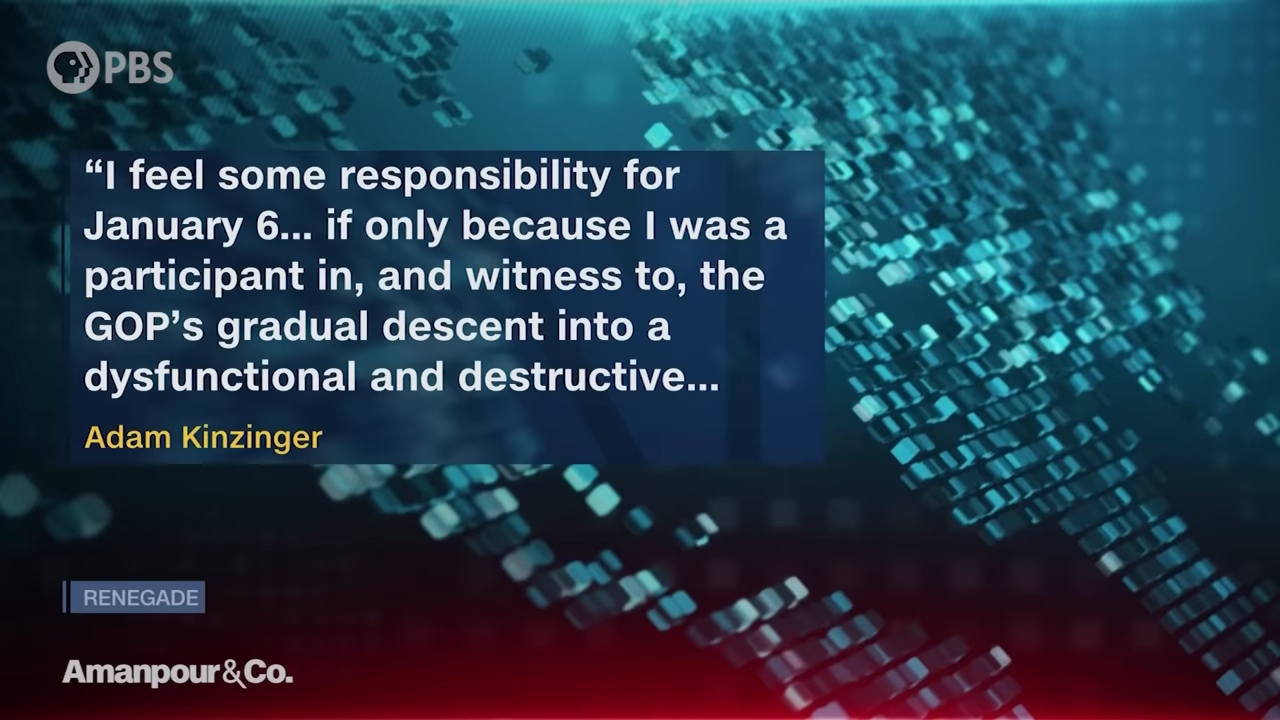 PBS
“I feel some responsibility for
January 6... if only because I was a
participant in, and witness to, the
GOP’s gradual descent into a
dysfunctional and destructive...
Adam Kinzinger
RENEGADE
Amanpour&Co.